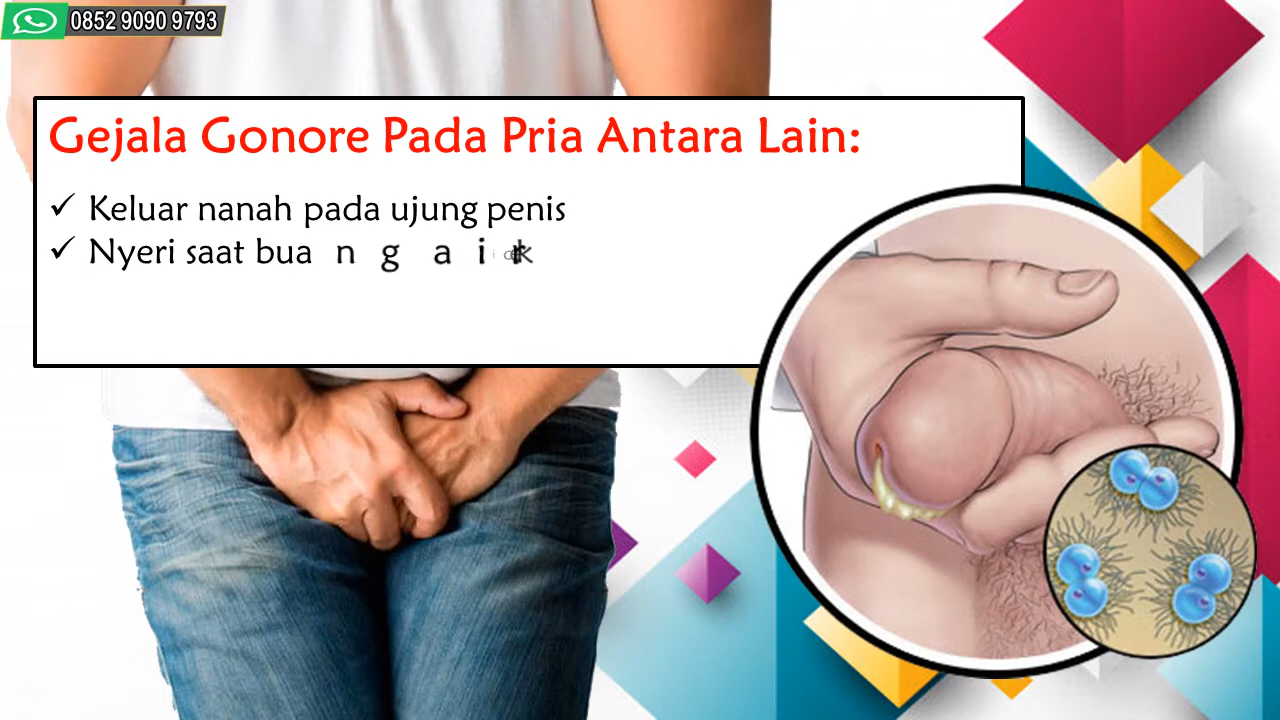 0852 9090 9793
Gejala Gonore Pada Pria Antara Lain:
✓ Keluar nanah pada ujung penis
✓ Nyeri saat bua n g a i